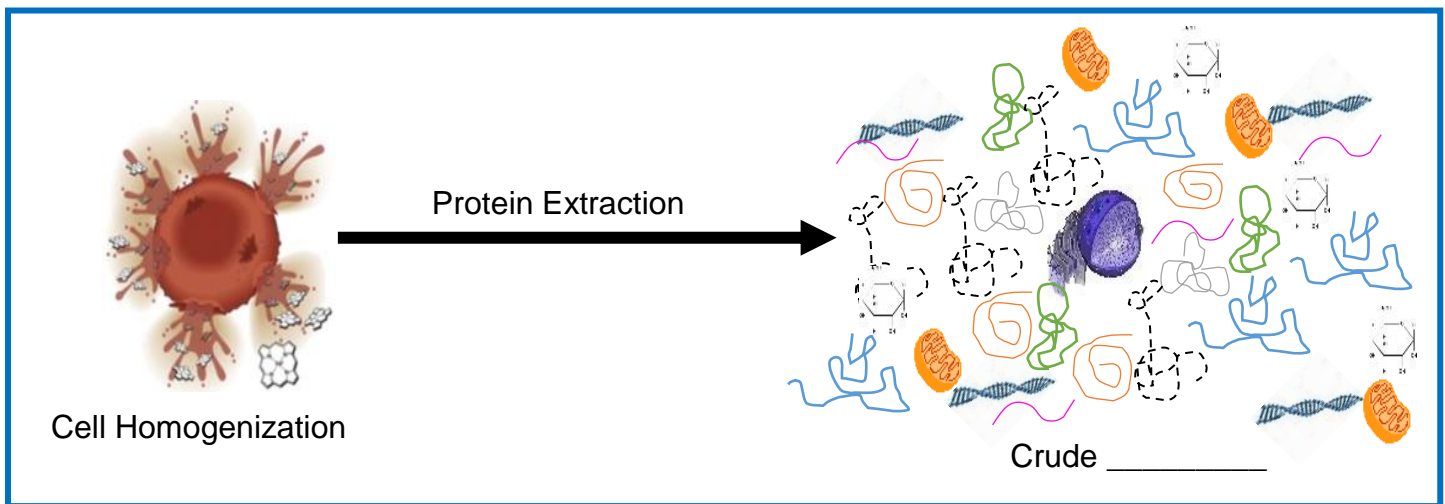 Protein Extraction
Cell Homogenization
Crude _________